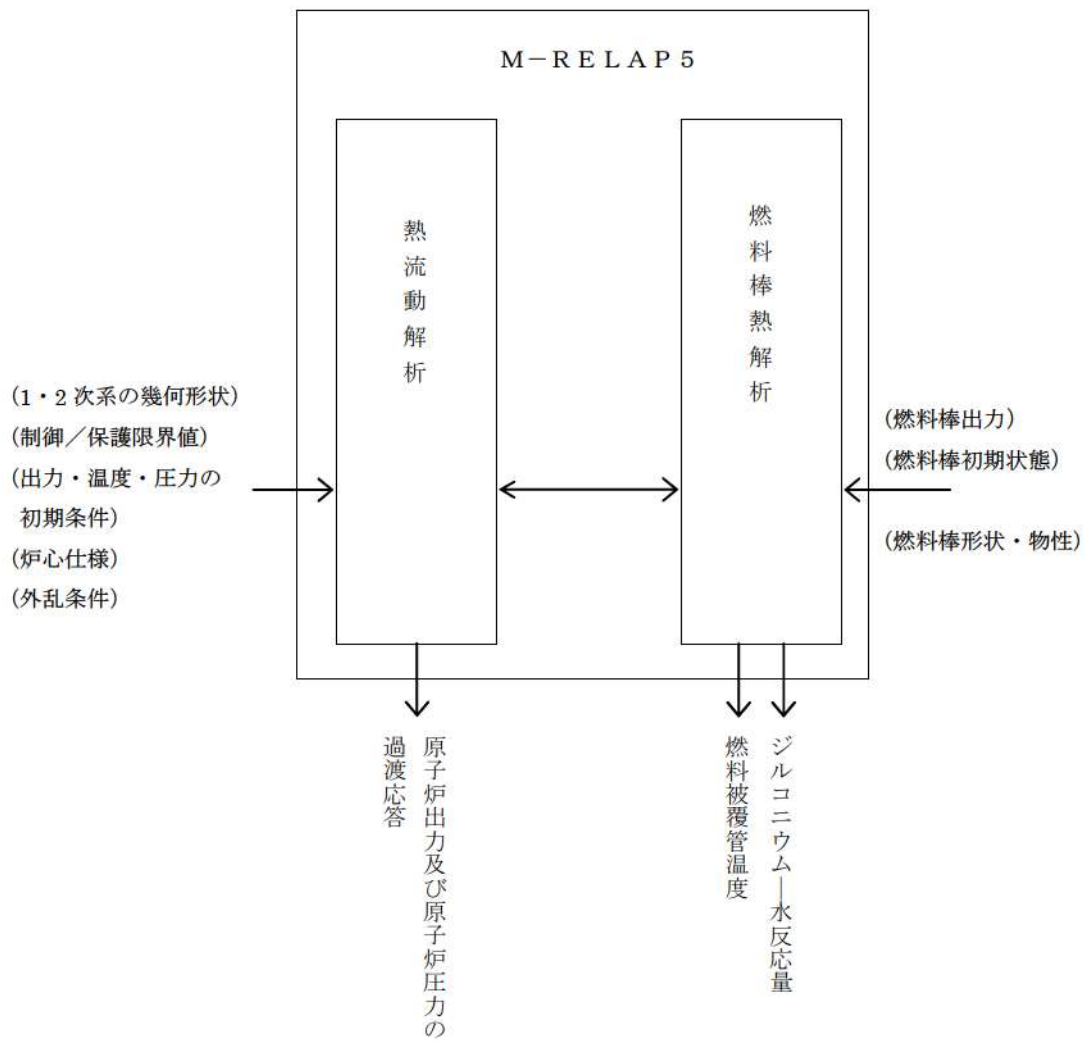 M-RELAP5
熱流動解析
燃料棒熱解析
(1・2次系の幾何形状)
(制御/保護限界値)
(出力・温度・圧力の
初期条件)
(炉心仕様)
(外乱条件)
(燃料棒出力)
(燃料棒初期状態)
(燃料棒形状・物性)
原子炉出力及び原子炉圧力の
過渡応答
ジルコニウム―水反応量
燃料被覆管温度